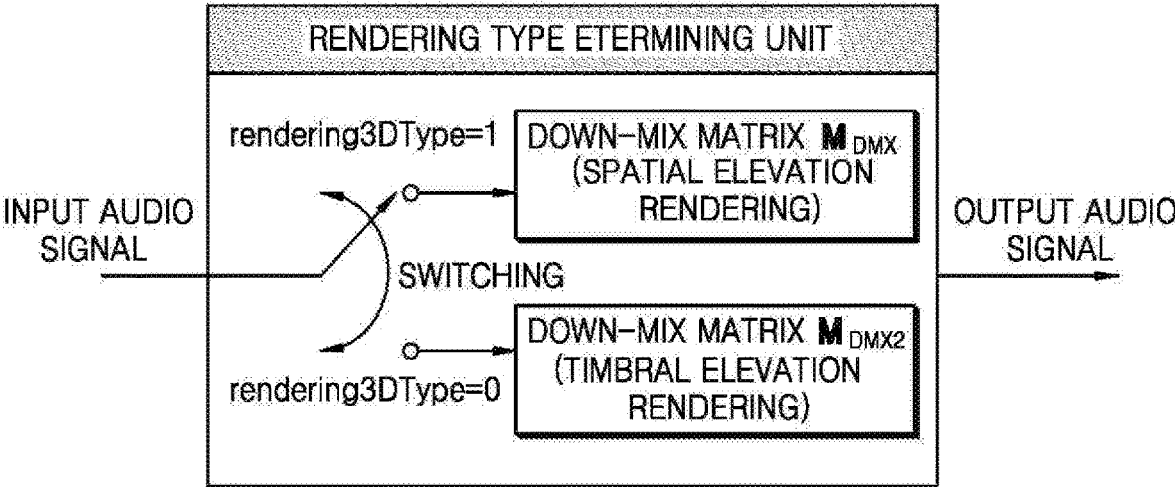 RENDERING TYPE ETERMINING UNIT
rendering3DType=1
DOWN-MIX MATRIX M DMX
(SPATIAL ELEVATION
RENDERING)
INPUT AUDIO
SIGNAL
SWITCHING
OUTPUT AUDIO
SIGNAL
DOWN-MIX MATRIX M DMX2
(TIMBRAL ELEVATION
RENDERING)
rendering3DType=0